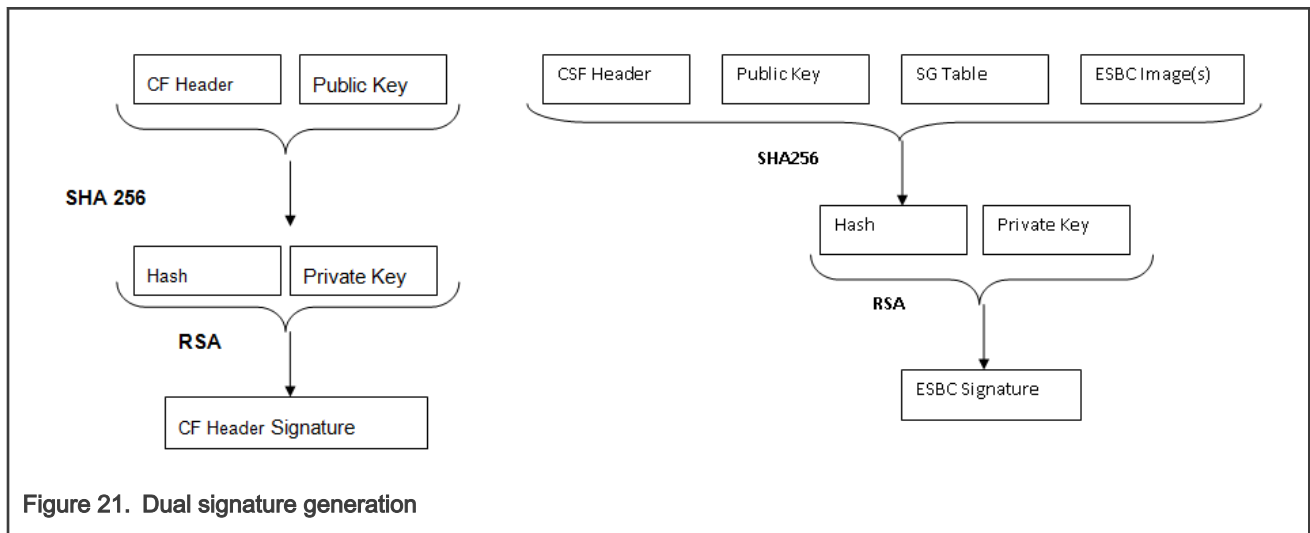 CF Header
Public Key
SHA 256
Hash
Private Key
RSA
CF Header Signature
CSF Header
Public Key
SG Table
ESBC Image(s)
SHA256
Hash
Private Key
RSA
ESBC Signature
Figure 21. Dual signature generation